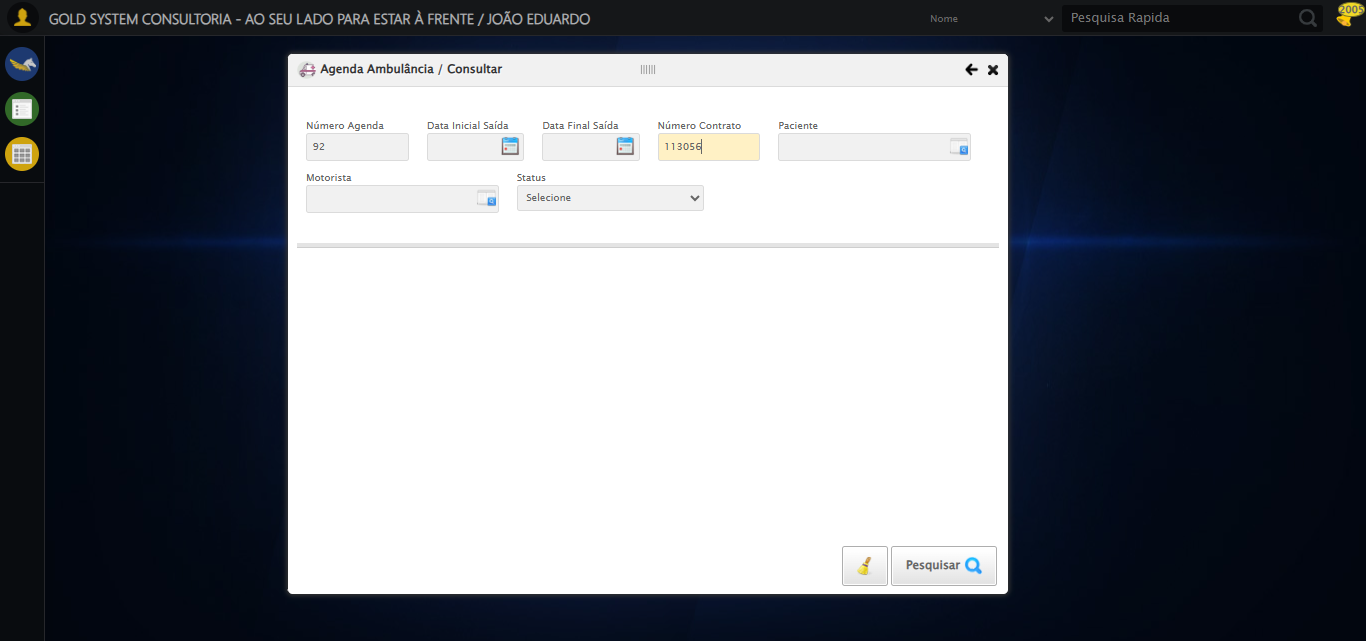 GOLD SYSTEM CONSULTORIA - AO SEU LADO PARA ESTAR À FRENTE / JOÃO EDUARDO
Nome
Pesquisa Rapida
2005
Agenda Ambulância / Consultar
Número Agenda
Data Inicial Saída
Data Final Saída
Número Contrato
Paciente
92
113056
Motorista
Status
Selecione
Pesquisar